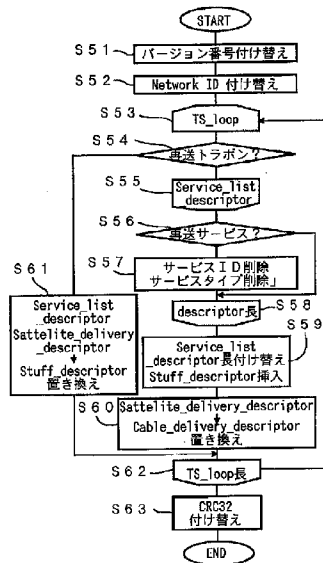 START
S51
バージョン番号付け替え
S52
Network ID 付け替え
S53
TS_loop
S54
再送トラポン？
S55
Service_list
_descriptor
S56
再送サービス？
S57
サービスID削除
サービスタイプ削除」
S58
descriptor長
S59
Service_list
_descriptor長付け替え
Stuff_descriptor挿入
S61
Service_list
_descriptor
Sattelite_delivery
_descriptor
↓
Stuff_descriptor
置き換え
S60
Sattelite_delivery_descriptor
↓
Cable_delivery_descriptor
置き換え
S62
TS_loop長
S63
CRC32
付け替え
END